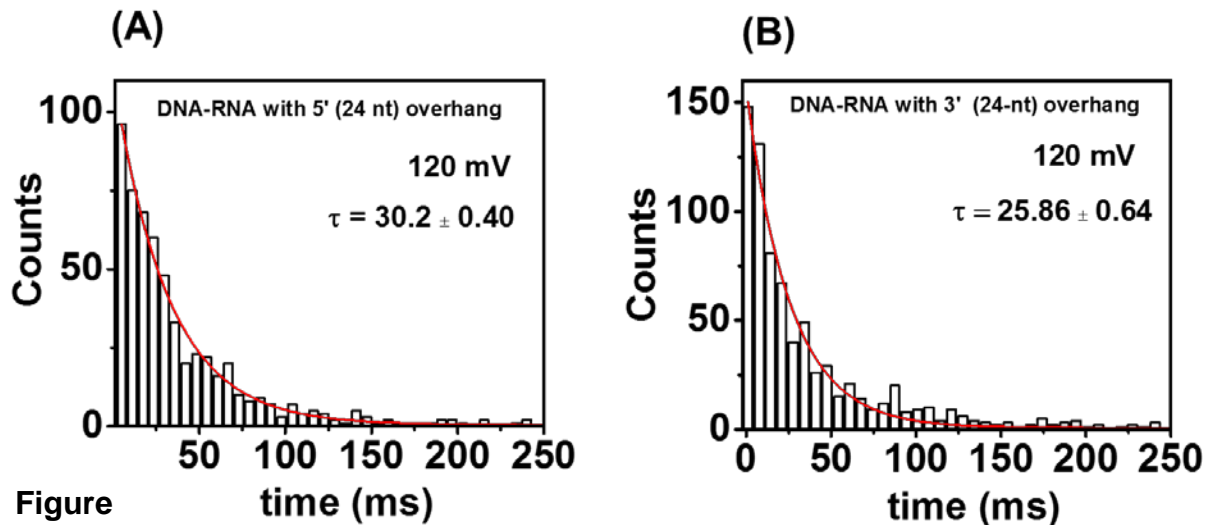 (A)
DNA-RNA with 5' (24 nt) overhang
120 mV
τ = 30.2 ± 0.40
Counts
100
50
0
50 100 150 200 250
time (ms)
(B)
DNA-RNA with 3' (24-nt) overhang
120 mV
τ = 25.86 ± 0.64
Counts
150
100
50
0
0 50 100 150 200 250
time (ms)
Figure